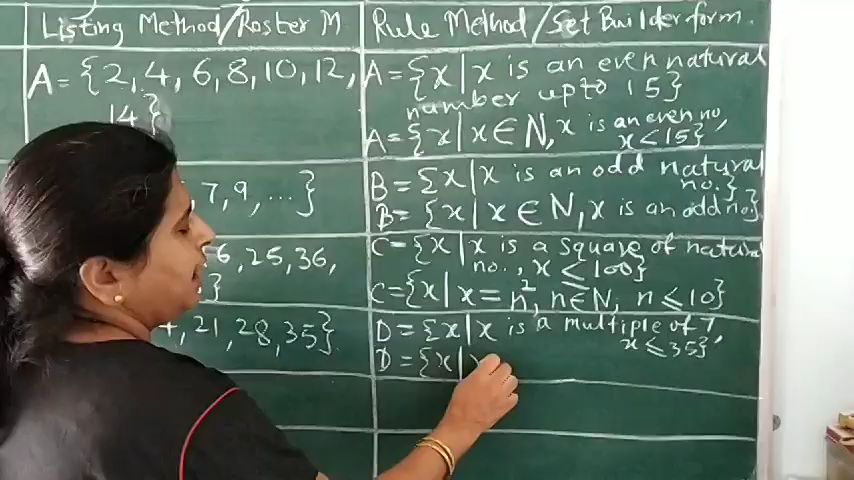 Listing Method/Roster M
Rule Method/Set Builder form.
A = {2, 4, 6, 8, 10, 12,
14}
A = {x | x is an even natural
number upto 15}
A = {x | x ∈ N, x is an even no,
x < 15}
7, 9, ...}
B = {x | x is an odd natural
no.}
B = {x | x ∈ N, x is an odd no.}
6, 25, 36,
}
C = {x | x is a square of natural
no., x ≤ 100}
C = {x | x = n², n ∈ N, n ≤ 10}
, 21, 28, 35}
D = {x | x is a multiple of 7,
x ≤ 35}
D = {x | x